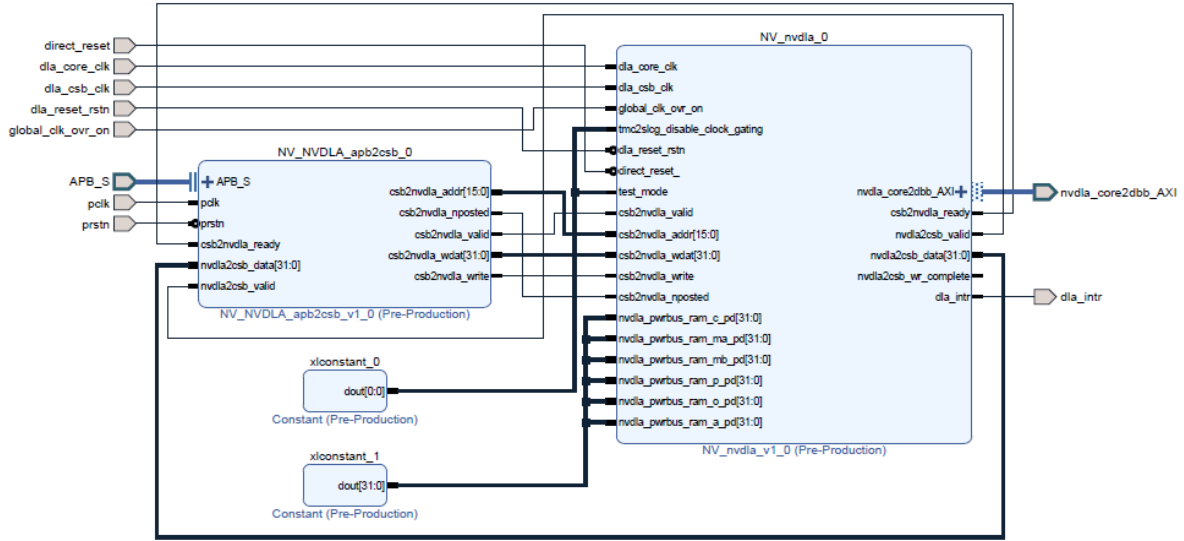 direct_reset
dla_core_clk
dla_csb_clk
dla_reset_rstn
global_clk_ovr_on
APB_S
pclk
prstn
NV_NVDLA_apb2csb_0
APB_S
pclk
prstn
csb2nvdla_ready
nvdla2csb_data[31:0]
nvdla2csb_valid
csb2nvdla_addr[15:0]
csb2nvdla_nposted
csb2nvdla_valid
csb2nvdla_wdat[31:0]
csb2nvdla_write
NV_NVDLA_apb2csb_v1_0 (Pre-Production)
xlconstant_0
dout[0:0]
Constant (Pre-Production)
xlconstant_1
dout[31:0]
Constant (Pre-Production)
NV_nvdla_0
dla_core_clk
dla_csb_clk
global_clk_ovr_on
tmc2slcg_disable_clock_gating
dla_reset_rstn
direct_reset_
test_mode
csb2nvdla_valid
csb2nvdla_addr[15:0]
csb2nvdla_wdat[31:0]
csb2nvdla_write
csb2nvdla_nposted
nvdla_pwrbus_ram_c_pd[31:0]
nvdla_pwrbus_ram_ma_pd[31:0]
nvdla_pwrbus_ram_mb_pd[31:0]
nvdla_pwrbus_ram_p_pd[31:0]
nvdla_pwrbus_ram_o_pd[31:0]
nvdla_pwrbus_ram_a_pd[31:0]
nvdla_core2dbb_AXI
csb2nvdla_ready
nvdla2csb_valid
nvdla2csb_data[31:0]
nvdla2csb_wr_complete
dla_intr
NV_nvdla_v1_0 (Pre-Production)
nvdla_core2dbb_AXI
dla_intr